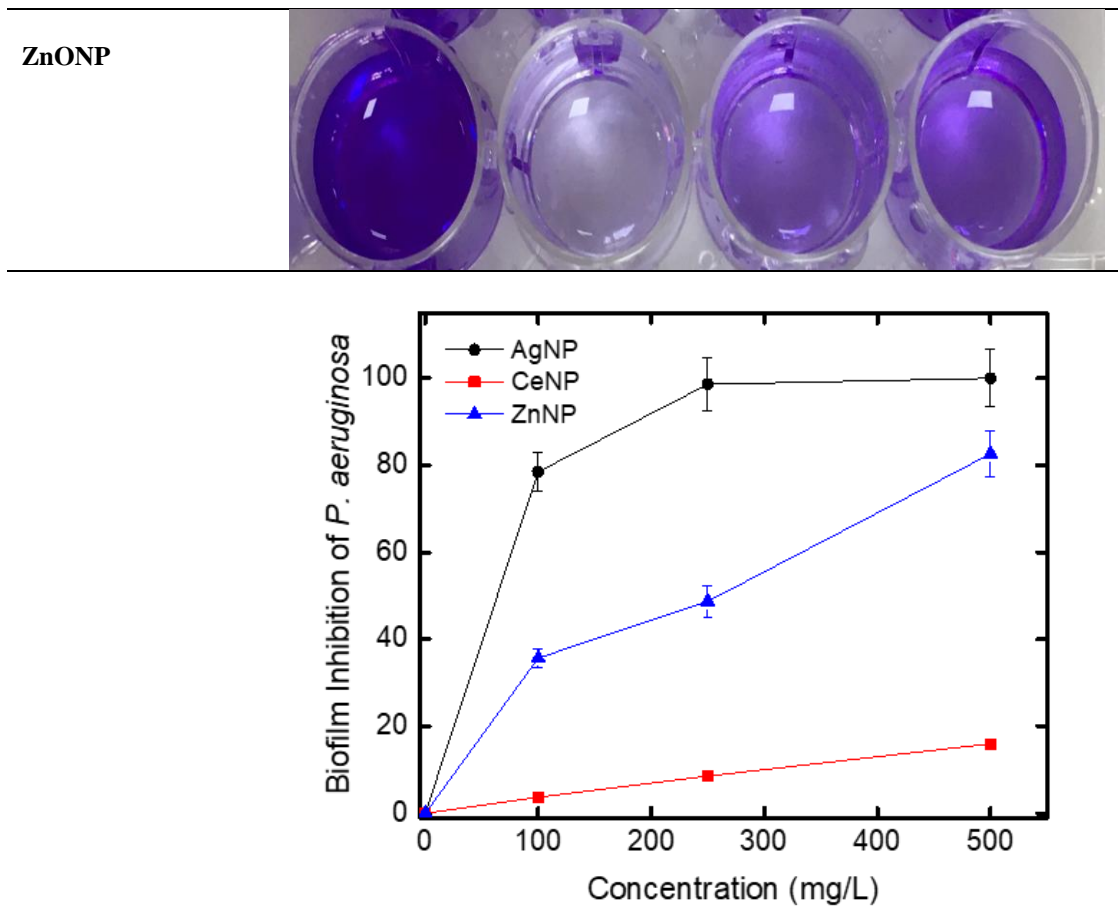 ZnONP
AgNP
CeNP
ZnNP
Biofilm Inhibition of P. aeruginosa
100
80
60
40
20
0
0 100 200 300 400 500
Concentration (mg/L)